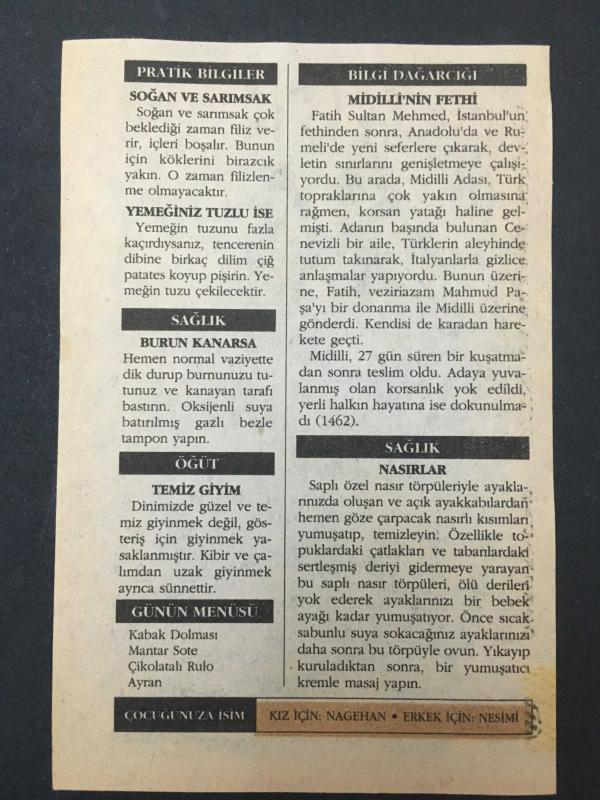 PRATİK BİLGİLER
SOĞAN VE SARIMSAK
Soğan ve sarımsak çok
beklediği zaman filiz ve-
rir, içleri boşalır. Bunun
için köklerini birazcık
yakın. O zaman filizlen-
me olmayacaktır.
YEMEĞİNİZ TUZLU İSE
Yemeğin tuzunu fazla
kaçırdıysanız, tencerenin
dibine birkaç dilim çiğ
patates koyup pişirin. Ye-
meğin tuzu çekilecektir.
SAĞLIK
BURUN KANARSA
Hemen normal vaziyette
dik durup burnunuzu tu-
tunuz ve kanayan tarafı
bastırın. Oksijenli suya
batırılmış gazlı bezle
tampon yapın.
ÖĞÜT
TEMİZ GİYİM
Dinimizde güzel ve te-
miz giyinmek değil, gös-
teriş için giyinmek ya-
saklanmıştır. Kibir ve ça-
lımdan uzak giyinmek
ayrıca sünnettir.
GÜNÜN MENÜSÜ
Kabak Dolması
Mantar Sote
Çikolatalı Rulo
Ayran
BİLGİ DAĞARCIĞI
MİDİLLİ'NİN FETHİ
Fatih Sultan Mehmed, İstanbul'un
fethinden sonra, Anadolu'da ve Ru-
meli'de yeni seferlere çıkarak, dev-
letin sınırlarını genişletmeye çalışı-
yordu. Bu arada, Midilli Adası, Türk
topraklarına çok yakın olmasına
rağmen, korsan yatağı haline gel-
mişti. Adanın başında bulunan Ce-
nevizli bir aile, Türklerin aleyhinde
tutum takınarak, İtalyanlarla gizlice
anlaşmalar yapıyordu. Bunun üzeri-
ne, Fatih, veziriazam Mahmud Pa-
şa'yı bir donanma ile Midilli üzerine
gönderdi. Kendisi de karadan hare-
kete geçti.
Midilli, 27 gün süren bir kuşatma-
dan sonra teslim oldu. Adaya yuva-
lanmış olan korsanlık yok edildi,
yerli halkın hayatına ise dokunulma-
dı (1462).
SAĞLIK
NASIRLAR
Saplı özel nasır törpüleriyle ayakla-
rınızda oluşan ve açık ayakkabılardan
hemen göze çarpacak nasırlı kısımları
yumuşatıp, temizleyin. Özellikle to-
puklardaki çatlakları ve tabanlardaki
sertleşmiş deriyi gidermeye yarayan
bu saplı nasır törpüleri, ölü derileri
yok ederek ayaklarınızı bir bebek
ayağı kadar yumuşatıyor. Önce sıcak
sabunlu suya sokacağınız ayaklarınızı
daha sonra bu törpüyle ovun. Yıkayıp
kuruladıktan sonra, bir yumuşatıcı
kremle masaj yapın.
ÇOCUĞUNUZA İSİM KIZ İÇİN: NAGEHAN • ERKEK İÇİN: NESİMİ